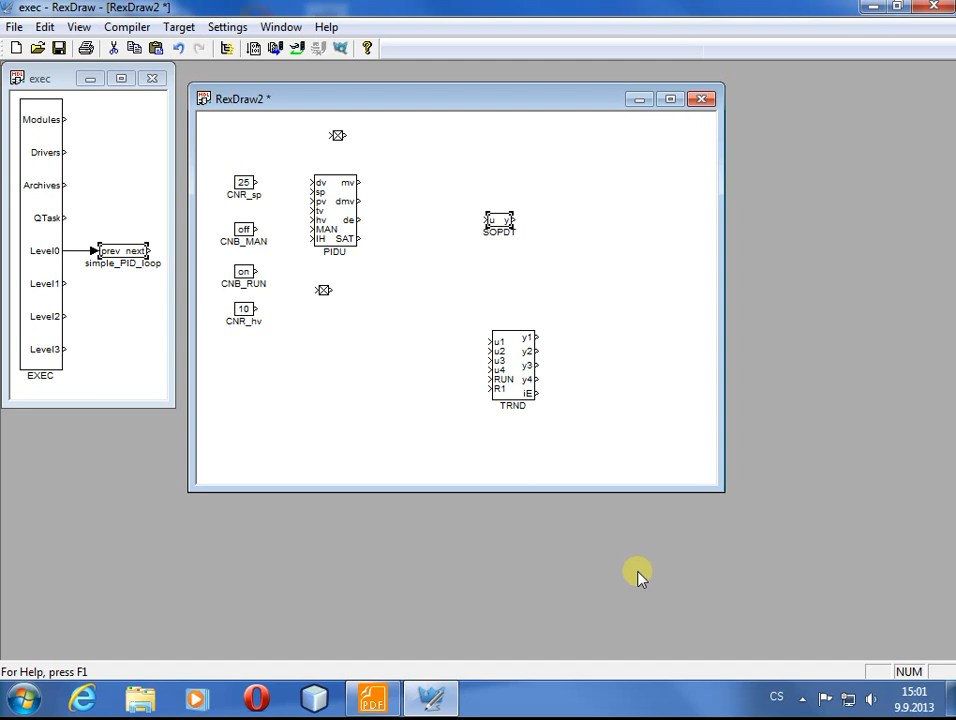 exec - RexDraw - [RexDraw2 *]
File Edit View Compiler Target Settings Window Help
exec
Modules
Drivers
Archives
QTask
Level0
Level1
Level2
Level3
EXEC
prev next
simple_PID_loop
RexDraw2 *
25
CNR_sp
off
CNB_MAN
on
CNB_RUN
10
CNR_hv
dv mv
sp
pv dmv
tv
hv de
MAN
IH SAT
PIDU
u y
SOPDT
u1 y1
u2 y2
u3 y3
u4
RUN y4
R1 iE
TRND
For Help, press F1
NUM
PDF
CS
15:01
9.9.2013